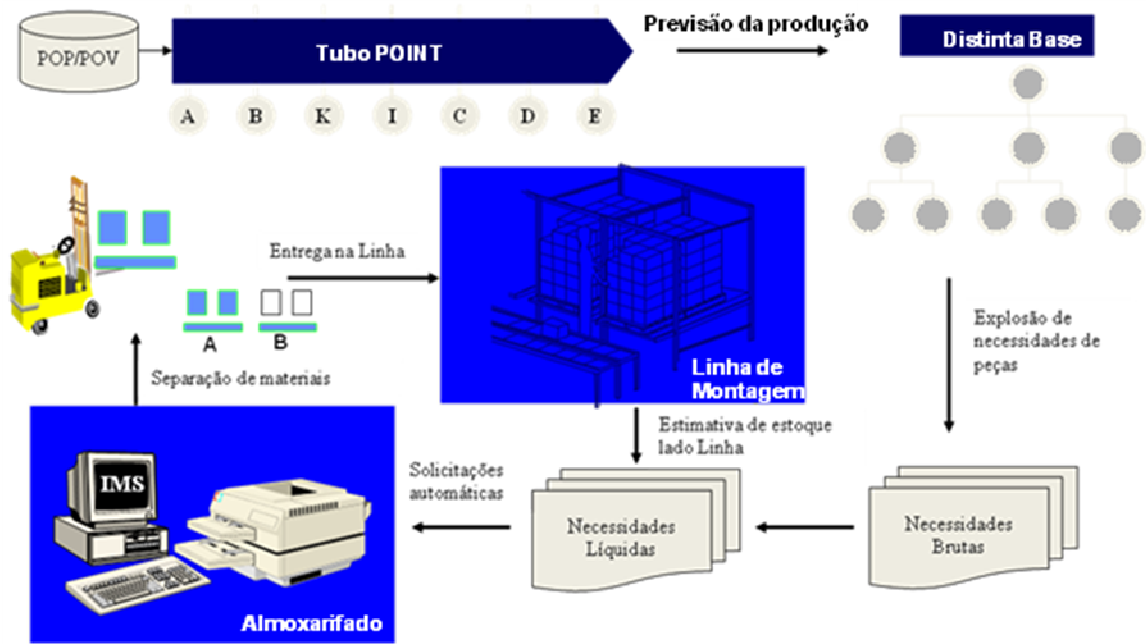 POP/POV
Tubo POINT
Previsão da produção
Distinta Base
A B K I C D E
Entrega na Linha
A B
Separação de materiais
Linha de
Montagem
Explosão de
necessidades de
peças
Estimativa de estoque
lado Linha
Solicitações
automáticas
IMS
Almoxarifado
Necessidades
Líquidas
Necessidades
Brutas